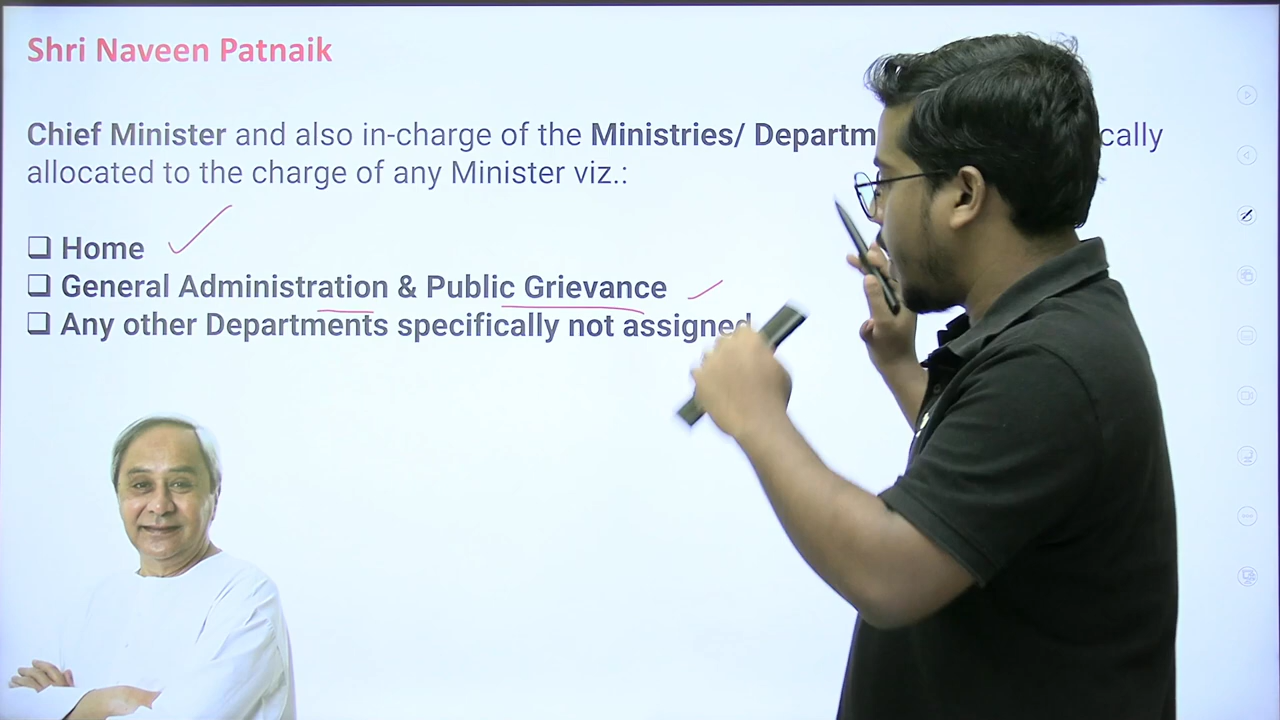 Shri Naveen Patnaik
Chief Minister and also in-charge of the Ministries/
allocated to the charge of any Minister viz.:
❑ Home
❑ General Administration & Public Grievance
❑ Any other Departments specifically not assigned